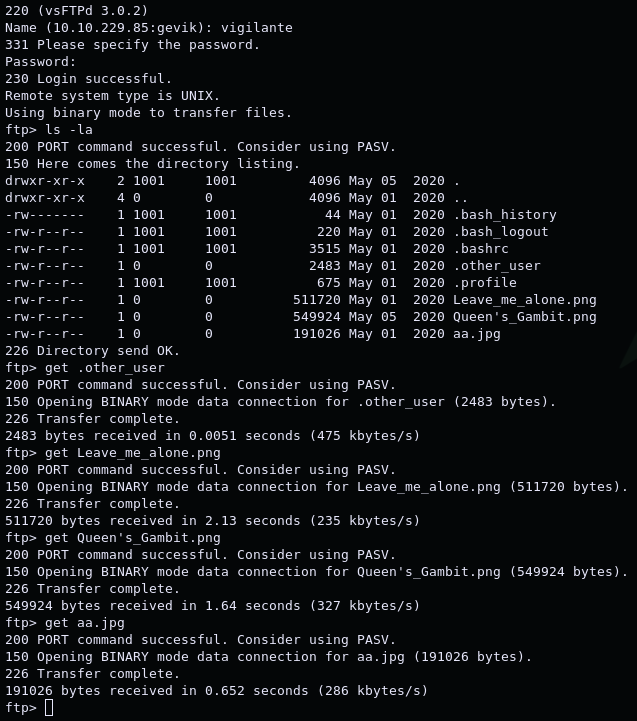 220 (vsFTPd 3.0.2)
Name (10.10.229.85:gevik): vigilante
331 Please specify the password.
Password:
230 Login successful.
Remote system type is UNIX.
Using binary mode to transfer files.
ftp> ls -la
200 PORT command successful. Consider using PASV.
150 Here comes the directory listing.
drwxr-xr-x    2 1001     1001         4096 May 05  2020 .
drwxr-xr-x    4 0        0            4096 May 01  2020 ..
-rw-------    1 1001     1001           44 May 01  2020 .bash_history
-rw-r--r--    1 1001     1001          220 May 01  2020 .bash_logout
-rw-r--r--    1 1001     1001         3515 May 01  2020 .bashrc
-rw-r--r--    1 0        0            2483 May 01  2020 .other_user
-rw-r--r--    1 1001     1001          675 May 01  2020 .profile
-rw-r--r--    1 0        0          511720 May 01  2020 Leave_me_alone.png
-rw-r--r--    1 0        0          549924 May 05  2020 Queen's_Gambit.png
-rw-r--r--    1 0        0          191026 May 01  2020 aa.jpg
226 Directory send OK.
ftp> get .other_user
200 PORT command successful. Consider using PASV.
150 Opening BINARY mode data connection for .other_user (2483 bytes).
226 Transfer complete.
2483 bytes received in 0.0051 seconds (475 kbytes/s)
ftp> get Leave_me_alone.png
200 PORT command successful. Consider using PASV.
150 Opening BINARY mode data connection for Leave_me_alone.png (511720 bytes).
226 Transfer complete.
511720 bytes received in 2.13 seconds (235 kbytes/s)
ftp> get Queen's_Gambit.png
200 PORT command successful. Consider using PASV.
150 Opening BINARY mode data connection for Queen's_Gambit.png (549924 bytes).
226 Transfer complete.
549924 bytes received in 1.64 seconds (327 kbytes/s)
ftp> get aa.jpg
200 PORT command successful. Consider using PASV.
150 Opening BINARY mode data connection for aa.jpg (191026 bytes).
226 Transfer complete.
191026 bytes received in 0.652 seconds (286 kbytes/s)
ftp>